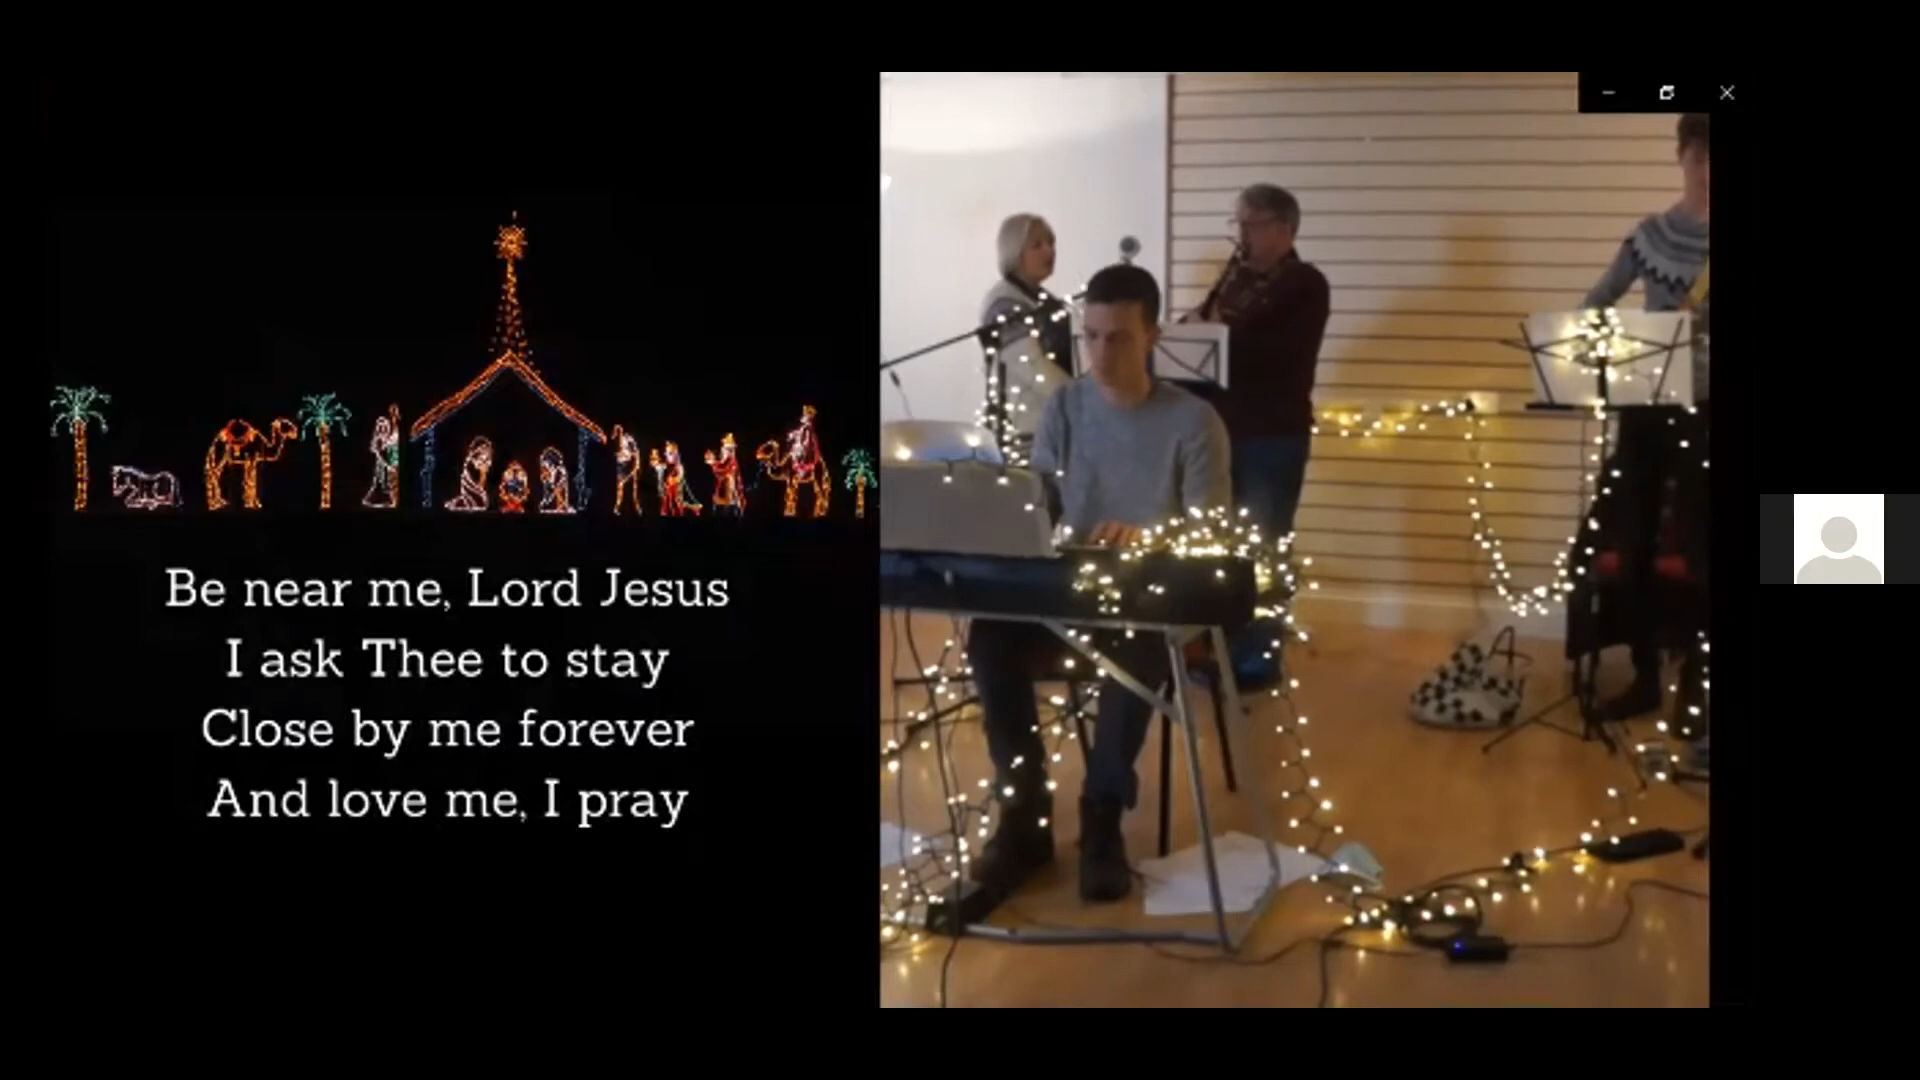 Be near me, Lord Jesus
I ask Thee to stay
Close by me forever
And love me, I pray